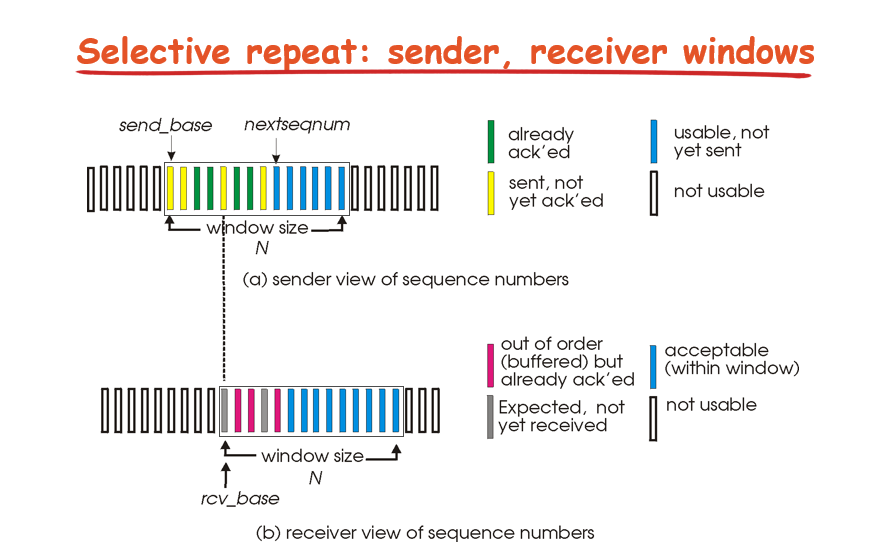 Selective repeat: sender, receiver windows
send_base
nextseqnum
already
ack'ed
usable, not
yet sent
sent, not
yet ack'ed
not usable
window size
N
(a) sender view of sequence numbers
out of order
(buffered) but
already ack'ed
acceptable
(within window)
Expected, not
yet received
not usable
window size
N
rcv_base
(b) receiver view of sequence numbers